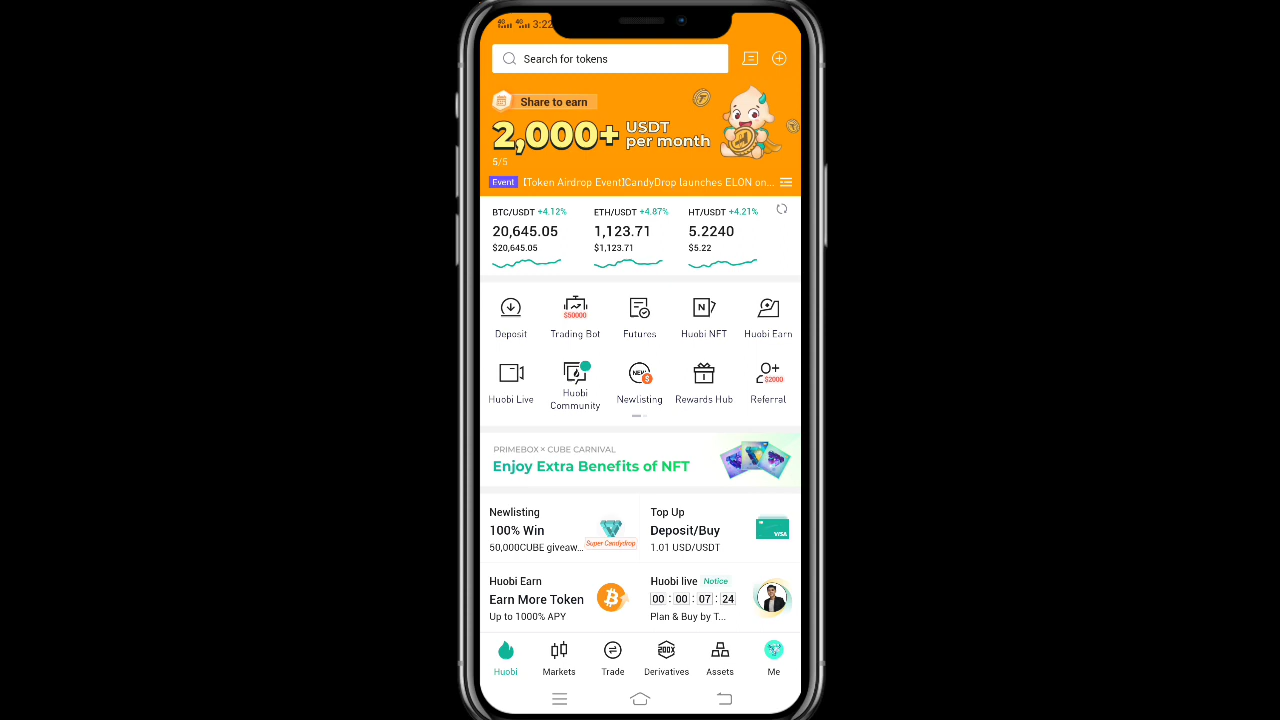 4G 4G 3:22
Search for tokens
Share to earn
2,000+ USDT per month
5/5
Event [Token Airdrop Event]CandyDrop launches ELON on...
BTC/USDT +4.12% ETH/USDT +4.87% HT/USDT +4.21%
20,645.05 1,123.71 5.2240
$20,645.05 $1,123.71 $5.22
$50000
N
Deposit Trading Bot Futures Huobi NFT Huobi Earn
NEW $ $2000
Huobi Live Huobi Community Newlisting Rewards Hub Referral
PRIMEBOX × CUBE CARNIVAL
Enjoy Extra Benefits of NFT
Newlisting
100% Win
50,000CUBE giveaw...
Super Candydrop
Top Up
Deposit/Buy
1.01 USD/USDT
VISA
Huobi Earn
Earn More Token
Up to 1000% APY
Huobi live Notice
00 : 00 : 07 : 24
Plan & Buy by T...
200X
Huobi Markets Trade Derivatives Assets Me